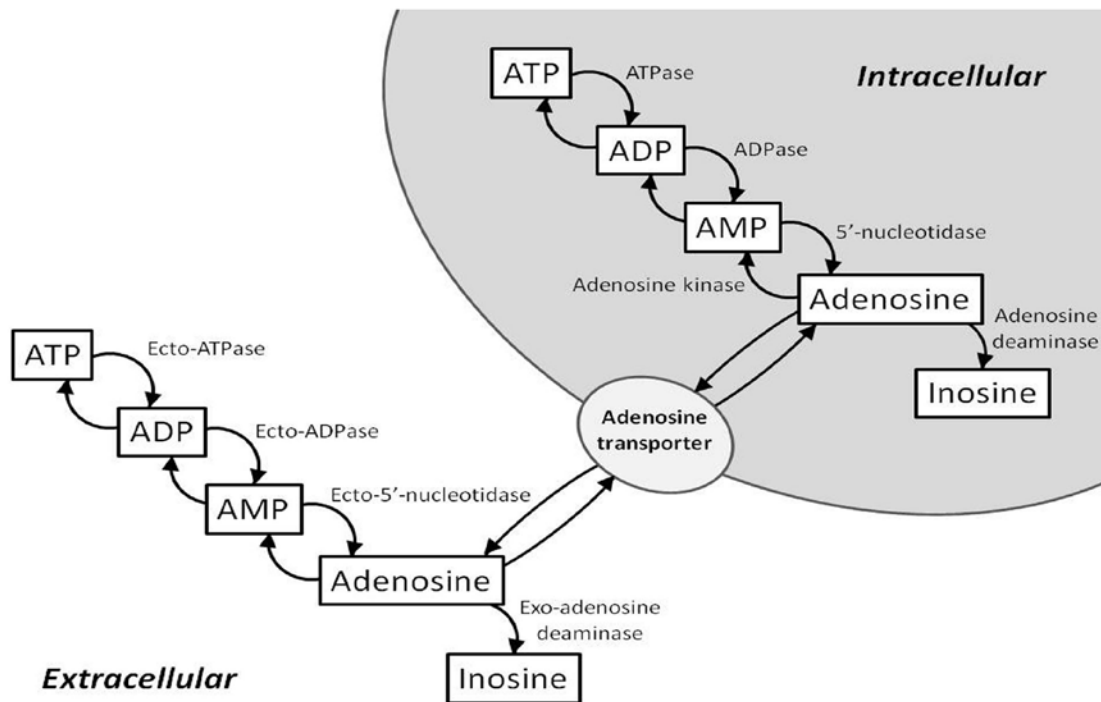 ATP
ATPase
Intracellular
ADP
ADPase
AMP
5′-nucleotidase
Adenosine kinase
Adenosine
Adenosine
deaminase
Inosine
Adenosine
transporter
ATP
Ecto-ATPase
ADP
Ecto-ADPase
AMP
Ecto-5′-nucleotidase
Adenosine
Exo-adenosine
deaminase
Inosine
Extracellular